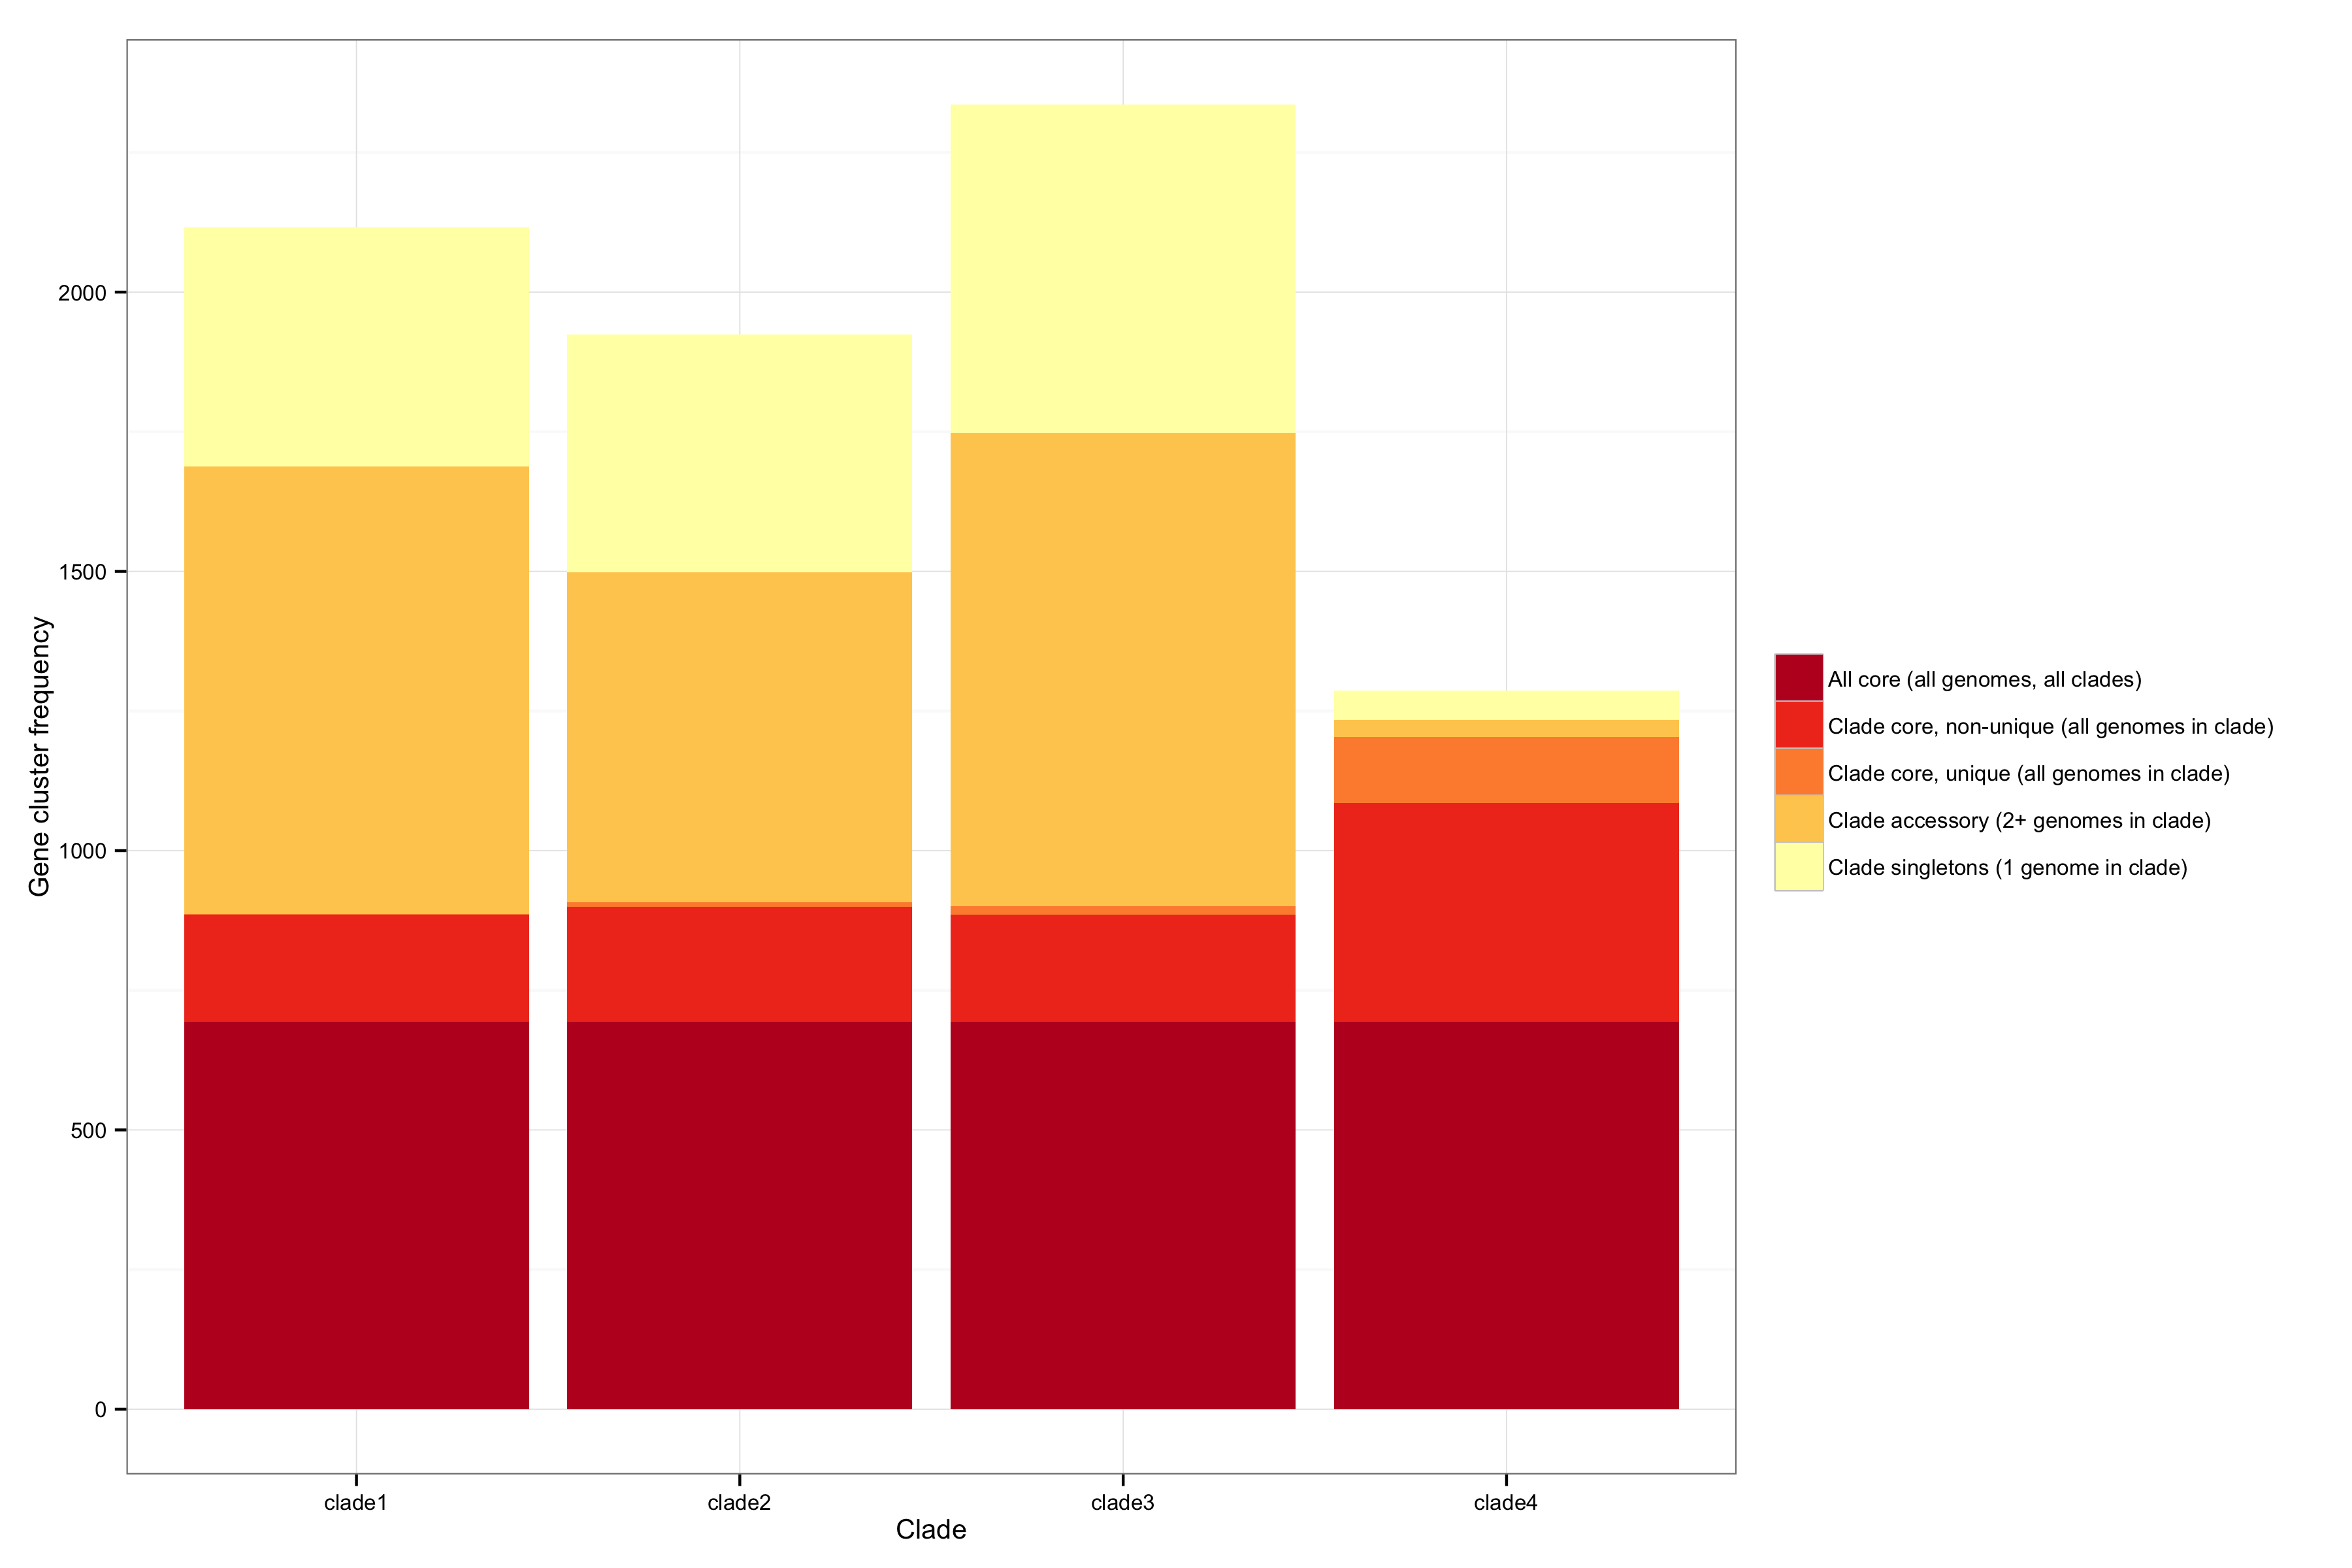 Gene cluster frequency
2000
1500
1000
500
0
clade1
clade2
clade3
clade4
Clade
All core (all genomes, all clades)
Clade core, non-unique (all genomes in clade)
Clade core, unique (all genomes in clade)
Clade accessory (2+ genomes in clade)
Clade singletons (1 genome in clade)